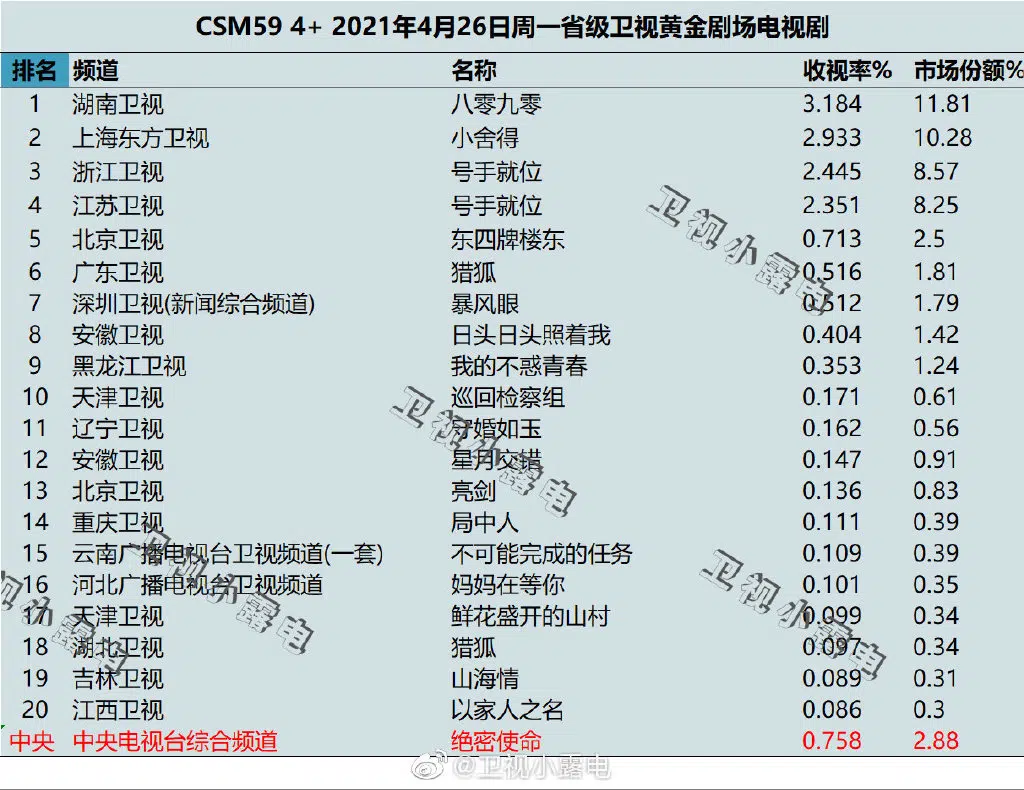 CSM59 4+ 2021年4月26日周一省级卫视黄金剧场电视剧
排名 频道 名称 收视率% 市场份额%
1 湖南卫视 八零九零 3.184 11.81
2 上海东方卫视 小舍得 2.933 10.28
3 浙江卫视 号手就位 2.445 8.57
4 江苏卫视 号手就位 2.351 8.25
5 北京卫视 东四牌楼东 0.713 2.5
6 广东卫视 猎狐 0.516 1.81
7 深圳卫视(新闻综合频道) 暴风眼 0.512 1.79
8 安徽卫视 日头日头照着我 0.404 1.42
9 黑龙江卫视 我的不惑青春 0.353 1.24
10 天津卫视 巡回检察组 0.171 0.61
11 辽宁卫视 守婚如玉 0.162 0.56
12 安徽卫视 星月交错 0.147 0.91
13 北京卫视 亮剑 0.136 0.83
14 重庆卫视 局中人 0.111 0.39
15 云南广播电视台卫视频道(一套) 不可能完成的任务 0.109 0.39
16 河北广播电视台卫视频道 妈妈在等你 0.101 0.35
17 天津卫视 鲜花盛开的山村 0.099 0.34
18 湖北卫视 猎狐 0.097 0.34
19 吉林卫视 山海情 0.089 0.31
20 江西卫视 以家人之名 0.086 0.3
中央 中央电视台综合频道 绝密使命 0.758 2.88
卫视小露电
卫视小露电
卫视小露电
卫视小露电
视小露电
@卫视小露电